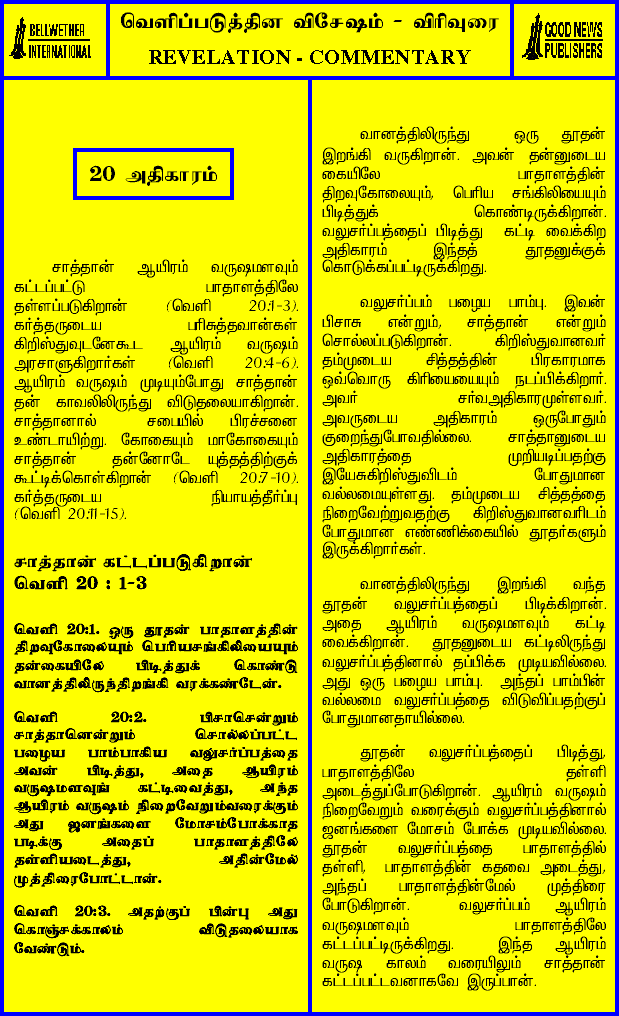 BELLWETHER
INTERNATIONAL
வெளிப்படுத்தின விசேஷம் - விரிவுரை
REVELATION - COMMENTARY
GOOD NEWS
PUBLISHERS
20 அதிகாரம்
சாத்தான் ஆயிரம் வருஷமளவும்
கட்டப்பட்டு பாதாளத்திலே
தள்ளப்படுகிறான் (வெளி 20:1-3).
கர்த்தருடைய பரிசுத்தவான்கள்
கிறிஸ்துவுடனேகூட ஆயிரம் வருஷம்
அரசாளுகிறார்கள் (வெளி 20:4-6).
ஆயிரம் வருஷம் முடியும்போது சாத்தான்
தன் காவலிலிருந்து விடுதலையாகிறான்.
சாத்தானால் சபையில் பிரச்சனை
உண்டாயிற்று. கோகையும் மாகோகையும்
சாத்தான் தன்னோடே யுத்தத்திற்குக்
கூட்டிக்கொள்கிறான் (வெளி 20:7-10).
கர்த்தருடைய நியாயத்தீர்ப்பு
(வெளி 20:11-15).
சாத்தான் கட்டப்படுகிறான்
வெளி 20 : 1-3
வெளி 20:1. ஒரு தூதன் பாதாளத்தின்
திறவுகோலையும் பெரியசங்கிலியையும்
தன்கையிலே பிடித்துக் கொண்டு
வானத்திலிருந்திறங்கி வரக்கண்டேன்.
வெளி 20:2. பிசாசென்றும்
சாத்தானென்றும் சொல்லப்பட்ட
பழைய பாம்பாகிய வலுசர்ப்பத்தை
அவன் பிடித்து, அதை ஆயிரம்
வருஷமளவுங் கட்டிவைத்து, அந்த
ஆயிரம் வருஷம் நிறைவேறும்வரைக்கும்
அது ஜனங்களை மோசம்போக்காத
படிக்கு அதைப் பாதாளத்திலே
தள்ளியடைத்து, அதின்மேல்
முத்திரைபோட்டான்.
வெளி 20:3. அதற்குப் பின்பு அது
கொஞ்சக்காலம் விடுதலையாக
வேண்டும்.
வானத்திலிருந்து ஒரு தூதன்
இறங்கி வருகிறான். அவன் தன்னுடைய
கையிலே பாதாளத்தின்
திறவுகோலையும், பெரிய சங்கிலியையும்
பிடித்துக் கொண்டிருக்கிறான்.
வலுசர்ப்பத்தைப் பிடித்து கட்டி வைக்கிற
அதிகாரம் இந்தத் தூதனுக்குக்
கொடுக்கப்பட்டிருக்கிறது.
வலுசர்ப்பம் பழைய பாம்பு. இவன்
பிசாசு என்றும், சாத்தான் என்றும்
சொல்லப்படுகிறான். கிறிஸ்துவானவர்
தம்முடைய சித்தத்தின் பிரகாரமாக
ஒவ்வொரு கிரியையையும் நடப்பிக்கிறார்.
அவர் சர்வஅதிகாரமுள்ளவர்.
அவருடைய அதிகாரம் ஒருபோதும்
குறைந்துபோவதில்லை. சாத்தானுடைய
அதிகாரத்தை முறியடிப்பதற்கு
இயேசுகிறிஸ்துவிடம் போதுமான
வல்லமையுள்ளது. தம்முடைய சித்தத்தை
நிறைவேற்றுவதற்கு கிறிஸ்துவானவரிடம்
போதுமான எண்ணிக்கையில் தூதர்களும்
இருக்கிறார்கள்.
வானத்திலிருந்து இறங்கி வந்த
தூதன் வலுசர்ப்பத்தைப் பிடிக்கிறான்.
அதை ஆயிரம் வருஷமளவும் கட்டி
வைக்கிறான். தூதனுடைய கட்டிலிருந்து
வலுசர்ப்பத்தினால் தப்பிக்க முடியவில்லை.
அது ஒரு பழைய பாம்பு. அந்தப் பாம்பின்
வல்லமை வலுசர்ப்பத்தை விடுவிப்பதற்குப்
போதுமானதாயில்லை.
தூதன் வலுசர்ப்பத்தைப் பிடித்து,
பாதாளத்திலே தள்ளி
அடைத்துப்போடுகிறான். ஆயிரம் வருஷம்
நிறைவேறும் வரைக்கும் வலுசர்ப்பத்தினால்
ஜனங்களை மோசம் போக்க முடியவில்லை.
தூதன் வலுசர்ப்பத்தை பாதாளத்தில்
தள்ளி, பாதாளத்தின் கதவை அடைத்து,
அந்தப் பாதாளத்தின்மேல் முத்திரை
போடுகிறான். வலுசர்ப்பம் ஆயிரம்
வருஷமளவும் பாதாளத்திலே
கட்டப்பட்டிருக்கிறது. இந்த ஆயிரம்
வருஷ காலம் வரையிலும் சாத்தான்
கட்டப்பட்டவனாகவே இருப்பான்.